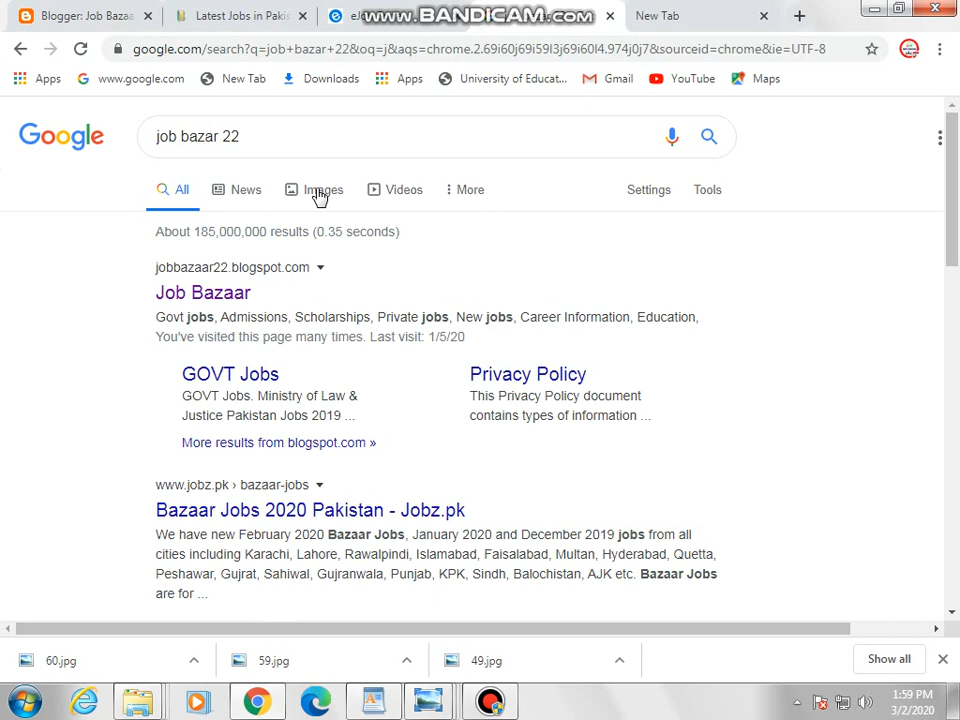 Blogger: Job Bazaa
Latest Jobs in Pakis
www.BANDICAM.com
New Tab
google.com/search?q=job+bazar+22&oq=j&aqs=chrome.2.69i60j69i59l3j69i60l4.974j0j7&sourceid=chrome&ie=UTF-8
Apps
www.google.com
New Tab
Downloads
Apps
University of Educat...
Gmail
YouTube
Maps
Google
job bazar 22
All
News
Images
Videos
More
Settings
Tools
About 185,000,000 results (0.35 seconds)
jobbazaar22.blogspot.com
Job Bazaar
Govt jobs, Admissions, Scholarships, Private jobs, New jobs, Career Information, Education,
You've visited this page many times. Last visit: 1/5/20
GOVT Jobs
GOVT Jobs. Ministry of Law &
Justice Pakistan Jobs 2019 ...
Privacy Policy
This Privacy Policy document
contains types of information ...
More results from blogspot.com »
www.jobz.pk › bazaar-jobs
Bazaar Jobs 2020 Pakistan - Jobz.pk
We have new February 2020 Bazaar Jobs, January 2020 and December 2019 jobs from all
cities including Karachi, Lahore, Rawalpindi, Islamabad, Faisalabad, Multan, Hyderabad, Quetta,
Peshawar, Gujrat, Sahiwal, Gujranwala, Punjab, KPK, Sindh, Balochistan, AJK etc. Bazaar Jobs
are for ...
60.jpg
59.jpg
49.jpg
Show all
1:59 PM
3/2/2020